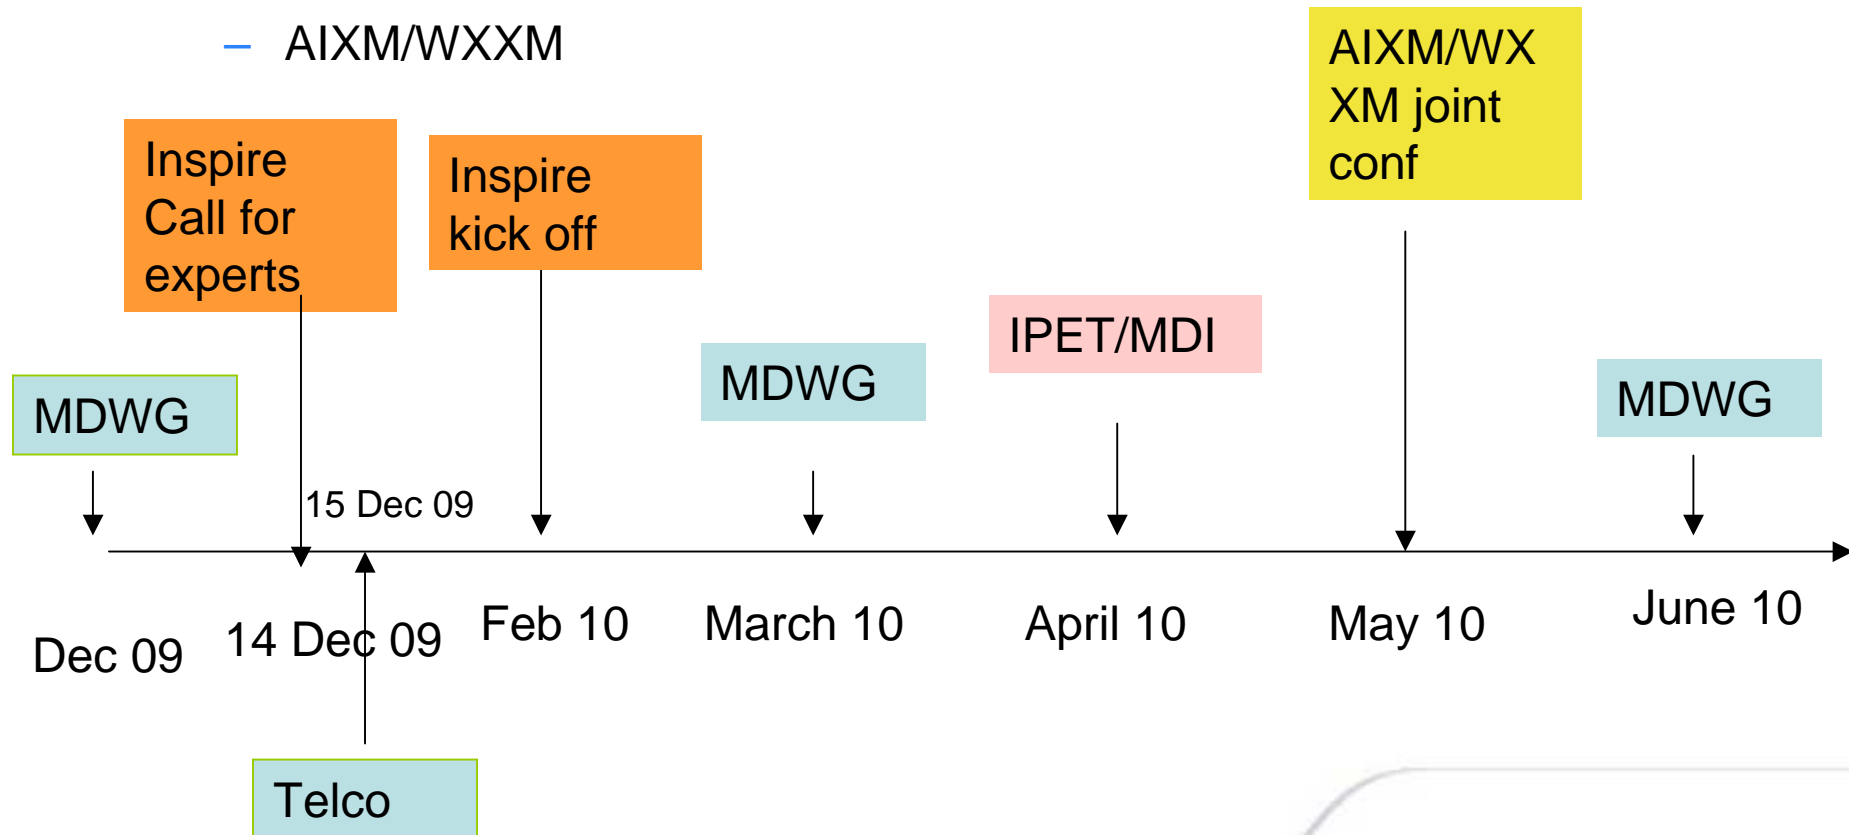 – AIXM/WXXM
AIXM/WX
XM joint
conf
Inspire
Call for
experts
Inspire
kick off
IPET/MDI
MDWG
MDWG
MDWG
15 Dec 09
Dec 09
14 Dec 09
Feb 10
March 10
April 10
May 10
June 10
Telco